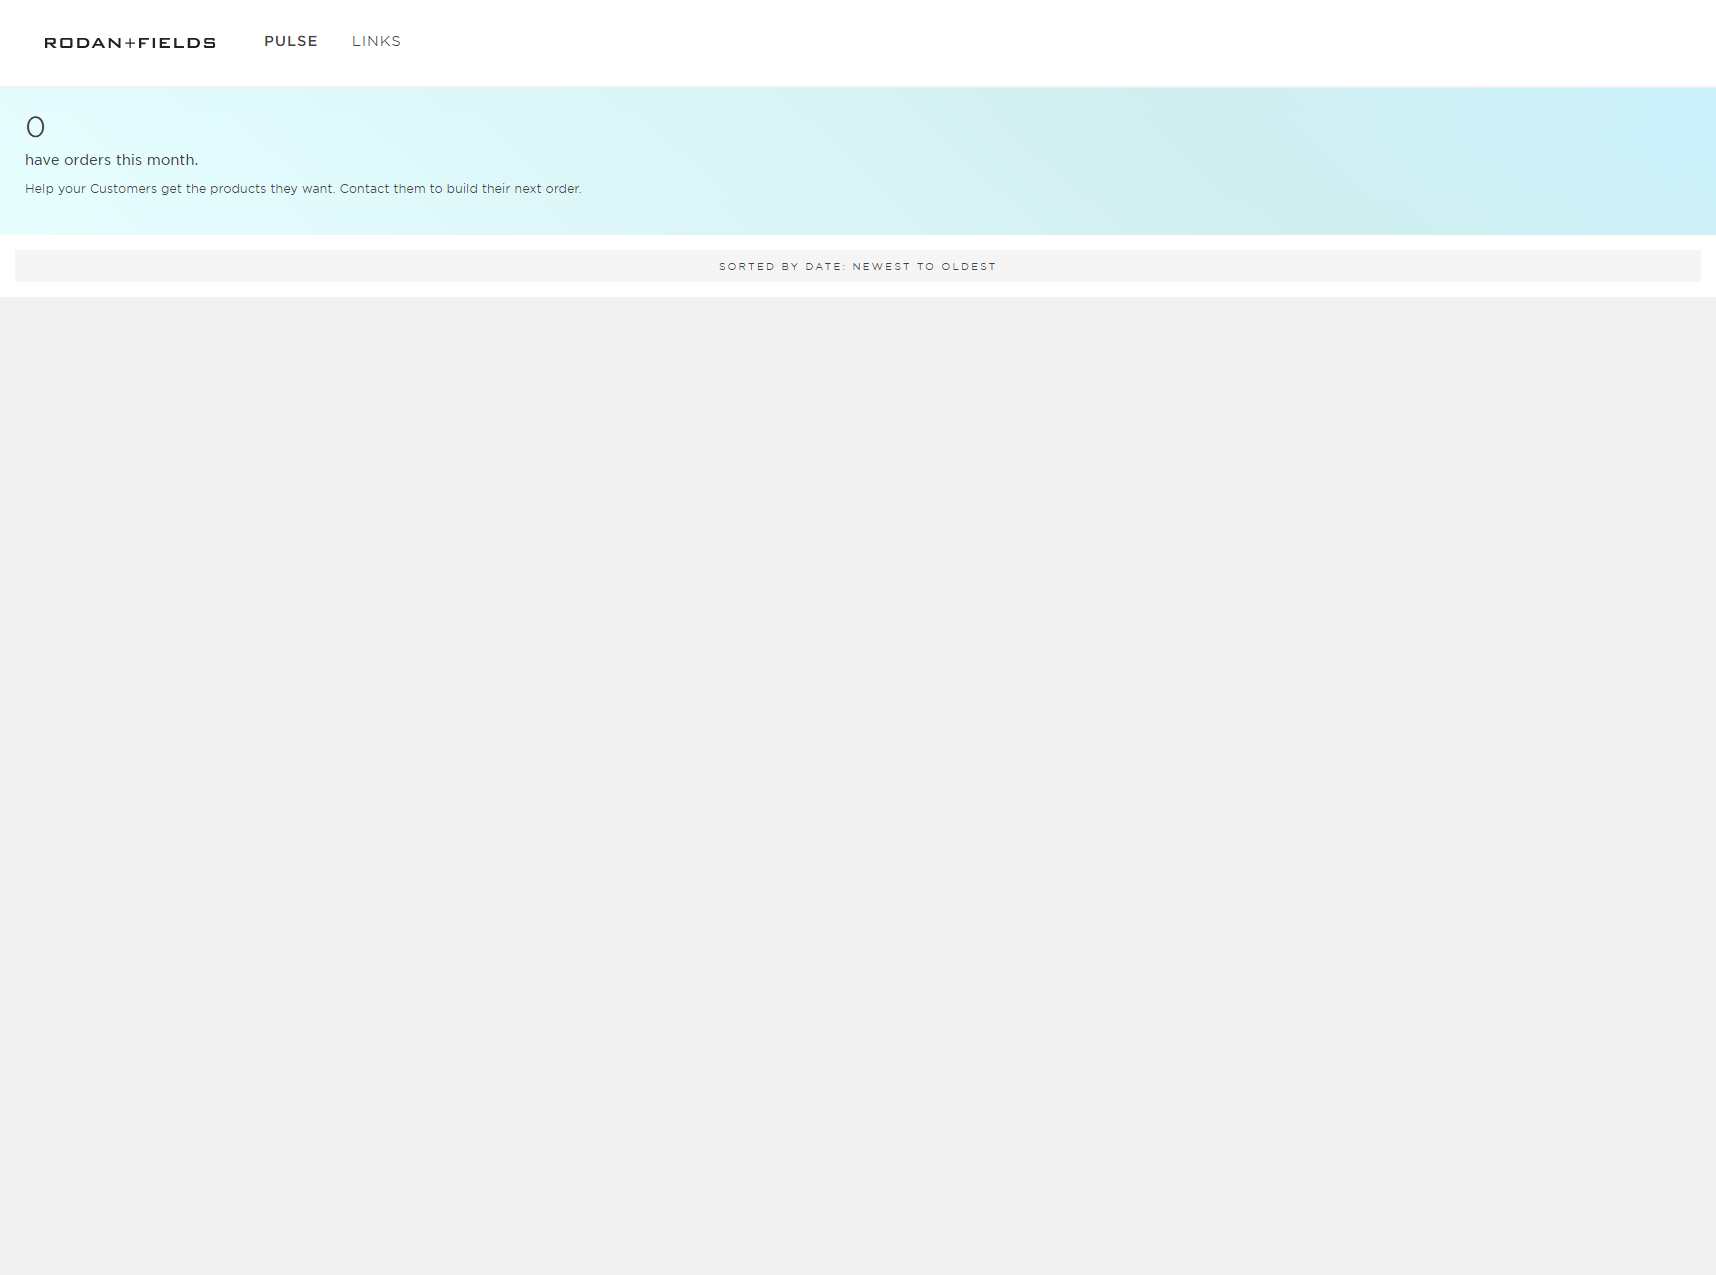 RODAN+FIELDS PULSE LINKS
0
have orders this month.
Help your Customers get the products they want. Contact them to build their next order.
SORTED BY DATE: NEWEST TO OLDEST